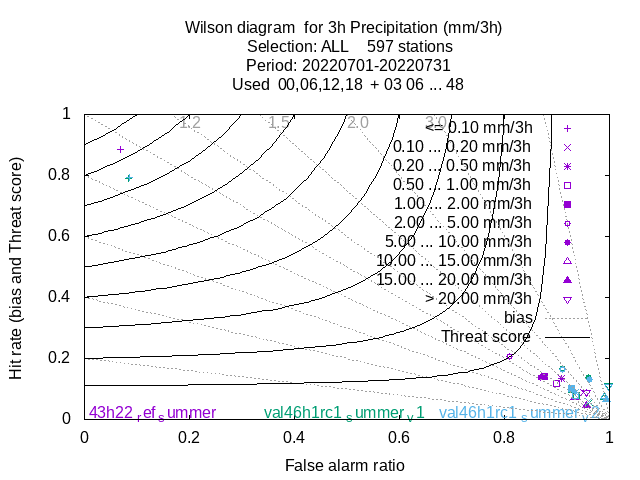 Wilson diagram  for 3h Precipitation (mm/3h)
Selection: ALL    597 stations
Period: 20220701-20220731
Used  00,06,12,18  + 03 06 ... 48
Hit rate (bias and Threat score)
1
0.8
0.6
0.4
0.2
0
1.2 1.5 2.0 3.0
<= 0.10 mm/3h
0.10 ... 0.20 mm/3h
0.20 ... 0.50 mm/3h
0.50 ... 1.00 mm/3h
1.00 ... 2.00 mm/3h
2.00 ... 5.00 mm/3h
5.00 ... 10.00 mm/3h
10.00 ... 15.00 mm/3h
15.00 ... 20.00 mm/3h
> 20.00 mm/3h
bias
Threat score
43h22_ref_summer val46h1rc1_summer_v1 val46h1rc1_summer_v2
0 0.2 0.4 0.6 0.8 1
False alarm ratio